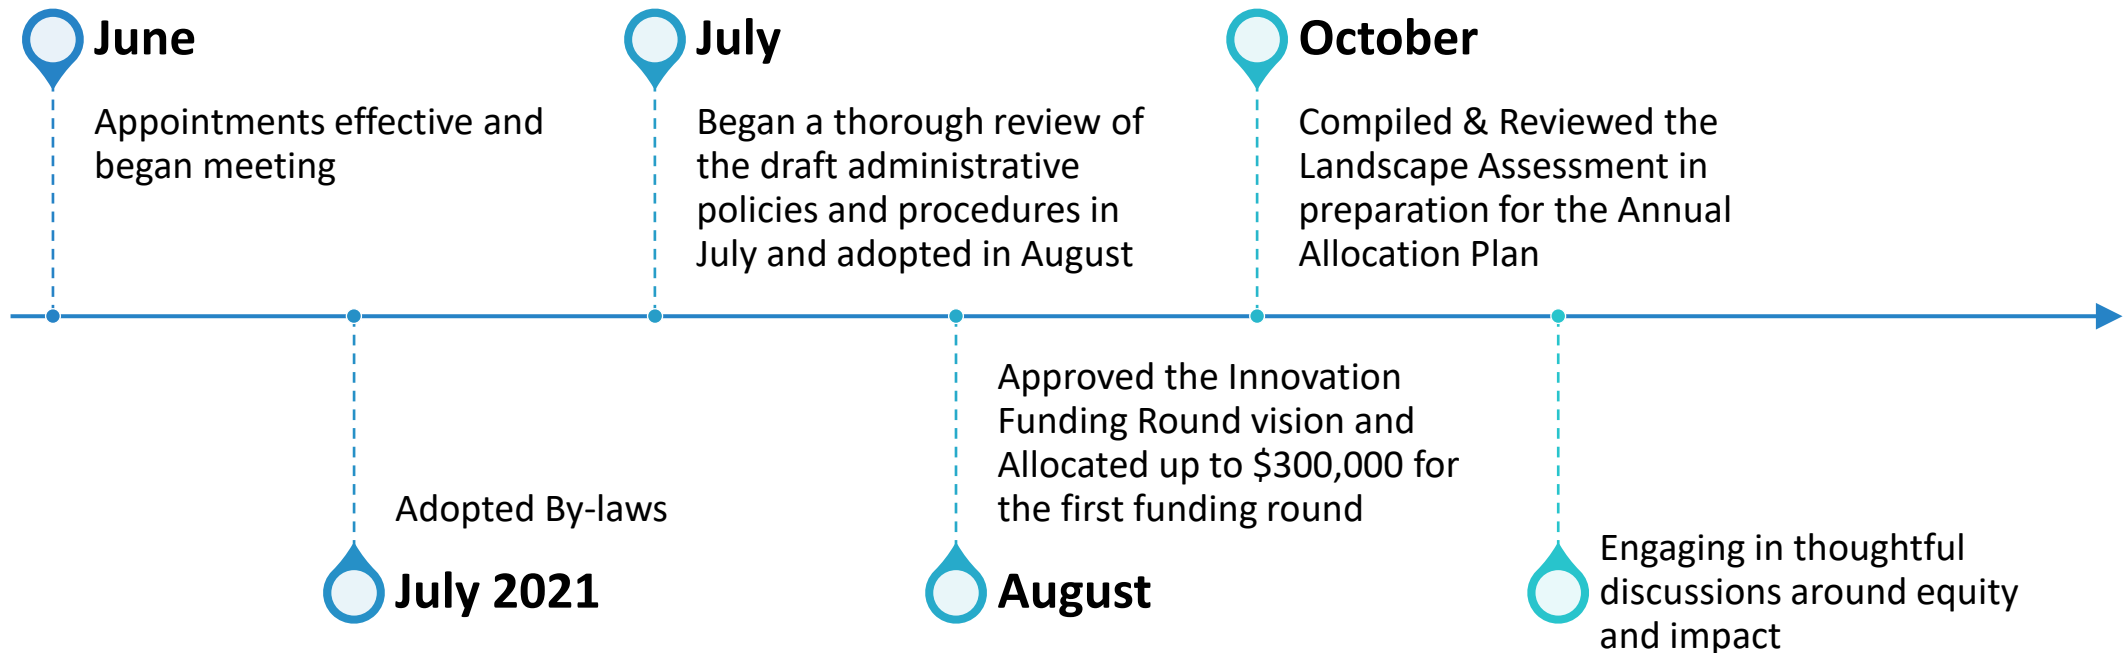 June
Appointments effective and
began meeting
Adopted By-laws
July 2021
July
Began a thorough review of
the draft administrative
policies and procedures in
July and adopted in August
Approved the Innovation
Funding Round vision and
Allocated up to $300,000 for
the first funding round
August
October
Compiled & Reviewed the
Landscape Assessment in
preparation for the Annual
Allocation Plan
Engaging in thoughtful
discussions around equity
and impact